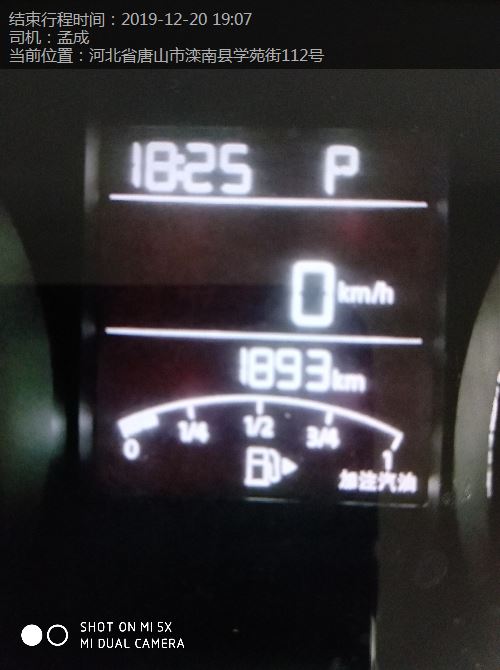 结束行程时间：2019-12-20 19:07
司机：孟成
当前位置：河北省唐山市滦南县学苑街112号
18:25 P
0 km/h
1893 km
0 1/4 1/2 3/4 1
加注汽油
SHOT ON MI 5X
MI DUAL CAMERA